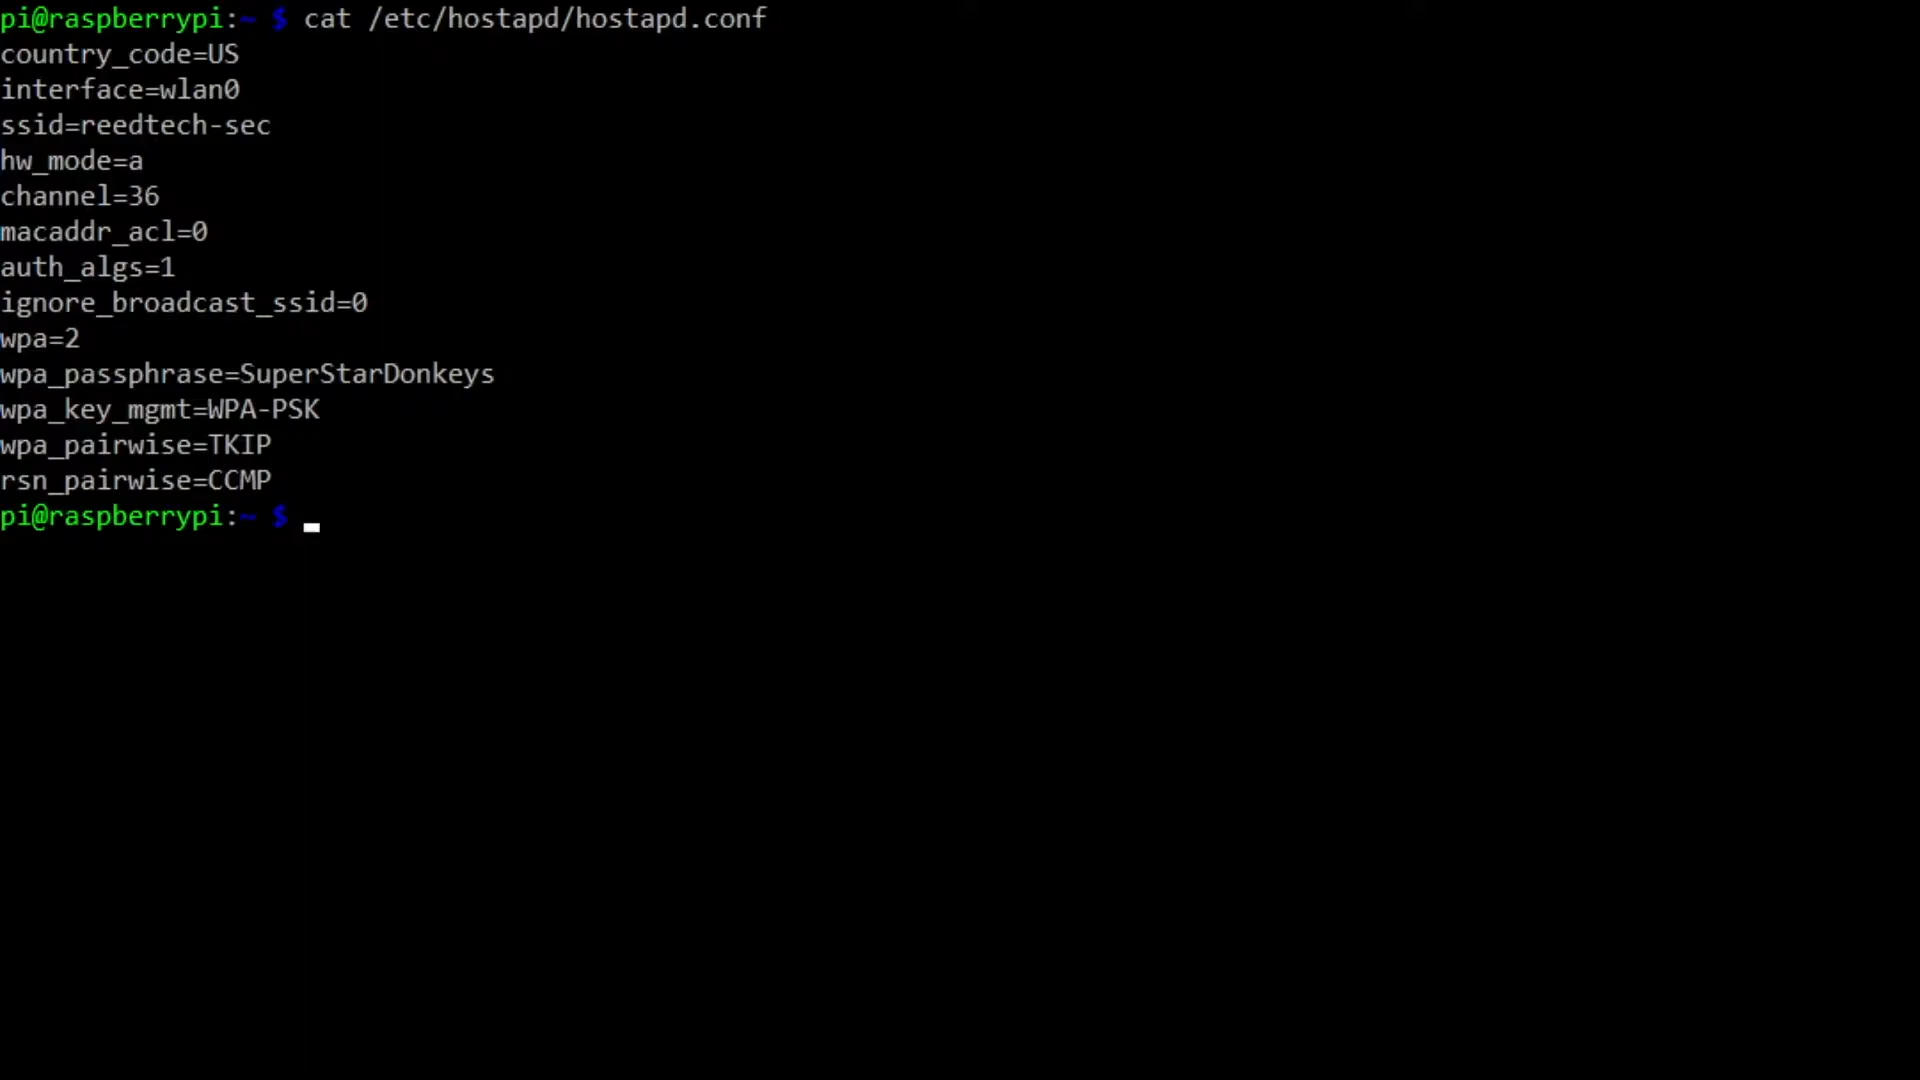 pi@raspberrypi:~ $ cat /etc/hostapd/hostapd.conf
country_code=US
interface=wlan0
ssid=reedtech-sec
hw_mode=a
channel=36
macaddr_acl=0
auth_algs=1
ignore_broadcast_ssid=0
wpa=2
wpa_passphrase=SuperStarDonkeys
wpa_key_mgmt=WPA-PSK
wpa_pairwise=TKIP
rsn_pairwise=CCMP
pi@raspberrypi:~ $